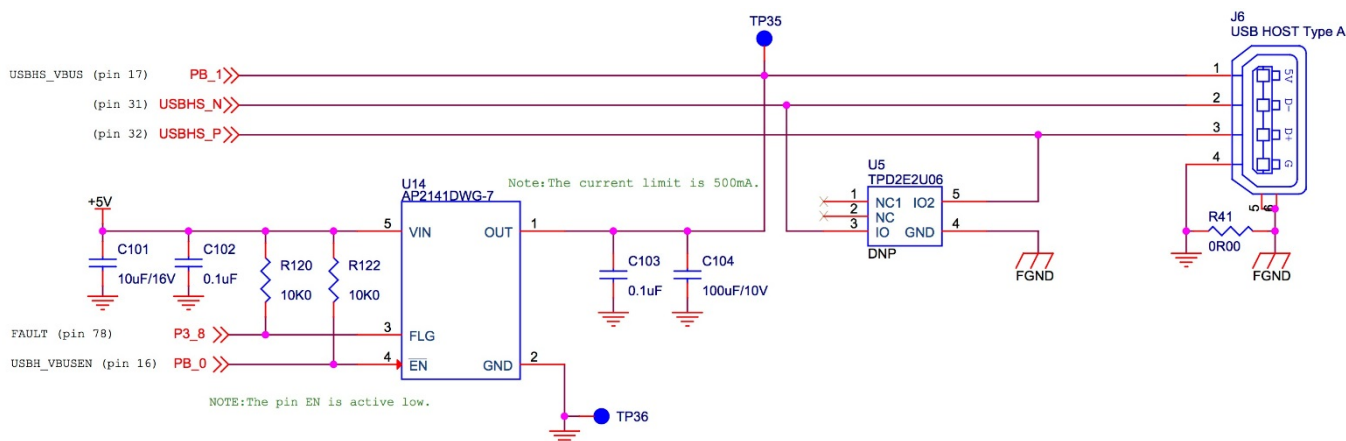 TP35
J6
USB HOST Type A
USBHS_VBUS (pin 17) PB_1
1 5V
(pin 31) USBHS_N
2 D-
(pin 32) USBHS_P
3 D+
4 G
5 6
U14
AP2141DWG-7
Note:The current limit is 500mA.
U5
TPD2E2U06
1 NC1 IO2 5
2 NC
3 IO GND 4
DNP
+5V
5 VIN OUT 1
R41
0R00
FGND
FGND
C101
10uF/16V
C102
0.1uF
R120
10K0
R122
10K0
C103
0.1uF
C104
100uF/10V
FAULT (pin 78) P3_8
3 FLG
USBH_VBUSEN (pin 16) PB_0
4 EN GND 2
NOTE:The pin EN is active low.
TP36